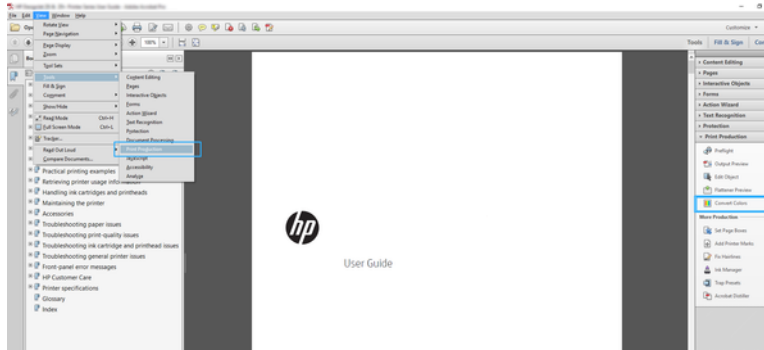 File Edit View Window Help
Customize
Tools Fill & Sign
Rotate View
Page Navigation
Page Display
Zoom
Tool Sets
Tools
Fill & Sign
Comment
Show/Hide
Read Mode Ctrl+H
Full Screen Mode Ctrl+L
Tracker...
Read Out Loud
Compare Documents...
Content Editing
Pages
Interactive Objects
Forms
Action Wizard
Text Recognition
Protection
Document Processing
Print Production
JavaScript
Accessibility
Analyze
Practical printing examples
Retrieving printer usage information
Handling ink cartridges and printheads
Maintaining the printer
Accessories
Troubleshooting paper issues
Troubleshooting print-quality issues
Troubleshooting ink cartridge and printhead issues
Troubleshooting general printer issues
Front-panel error messages
HP Customer Care
Printer specifications
Glossary
Index
hp
User Guide
Content Editing
Pages
Interactive Objects
Forms
Action Wizard
Text Recognition
Protection
Print Production
Preflight
Output Preview
Edit Object
Flattener Preview
Convert Colors
More Production
Set Page Boxes
Add Printer Marks
Fix Hairlines
Ink Manager
Trap Presets
Acrobat Distiller